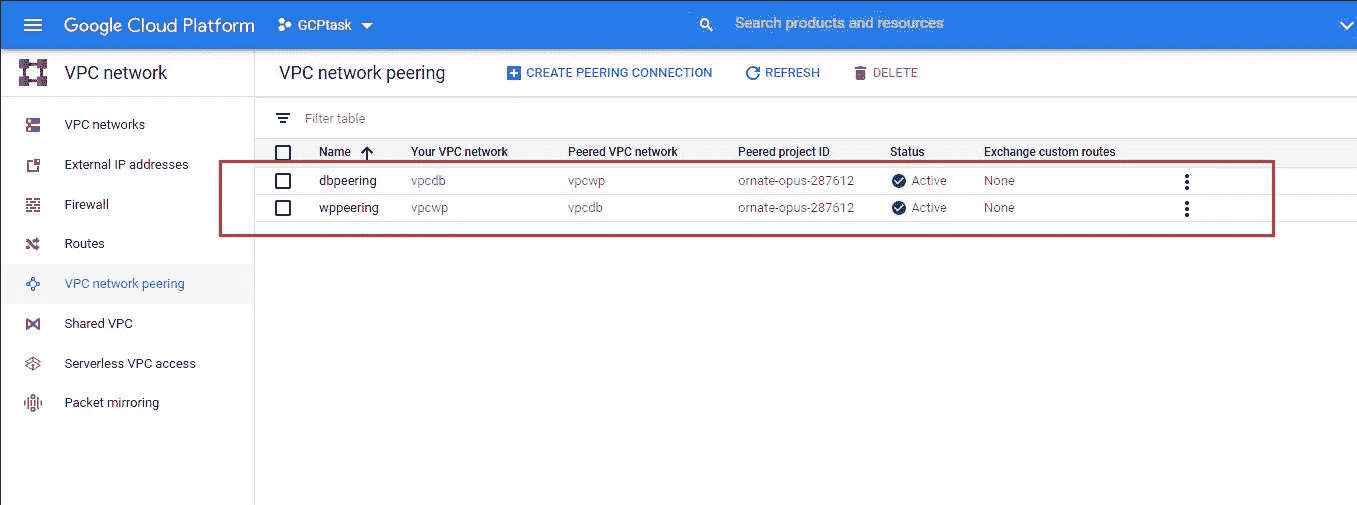 Google Cloud Platform GCPtask Search products and resources
VPC network
VPC network peering CREATE PEERING CONNECTION REFRESH DELETE
VPC networks
External IP addresses
Firewall
Routes
VPC network peering
Shared VPC
Serverless VPC access
Packet mirroring
Filter table
Name Your VPC network Peered VPC network Peered project ID Status Exchange custom routes
dbpeering vpcdb vpcwp ornate-opus-287612 Active None
wppeering vpcwp vpcdb ornate-opus-287612 Active None